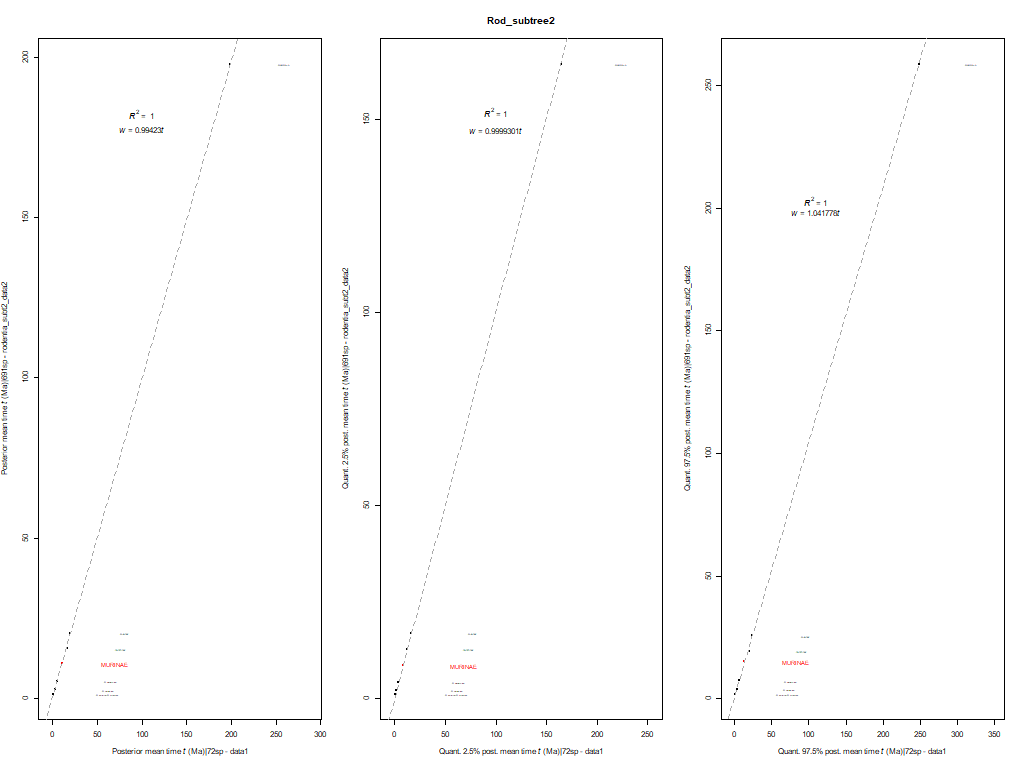 Rod_subtree2
R² = 1
w = 0.99423t
MURINAE
0 50 100 150 200
0 50 100 150 200 250 300
Posterior mean time t (Ma)|691sp - rodentia_subt2_data2
Posterior mean time t (Ma)|72sp - data1
R² = 1
w = 0.9999301t
MURINAE
0 50 100 150
0 50 100 150 200 250
Quant. 2.5% post. mean time t (Ma)|691sp - rodentia_subt2_data2
Quant. 2.5% post. mean time t (Ma)|72sp - data1
R² = 1
w = 1.041778t
MURINAE
0 50 100 150 200 250
0 50 100 150 200 250 300 350
Quant. 97.5% post. mean time t (Ma)|691sp - rodentia_subt2_data2
Quant. 97.5% post. mean time t (Ma)|72sp - data1